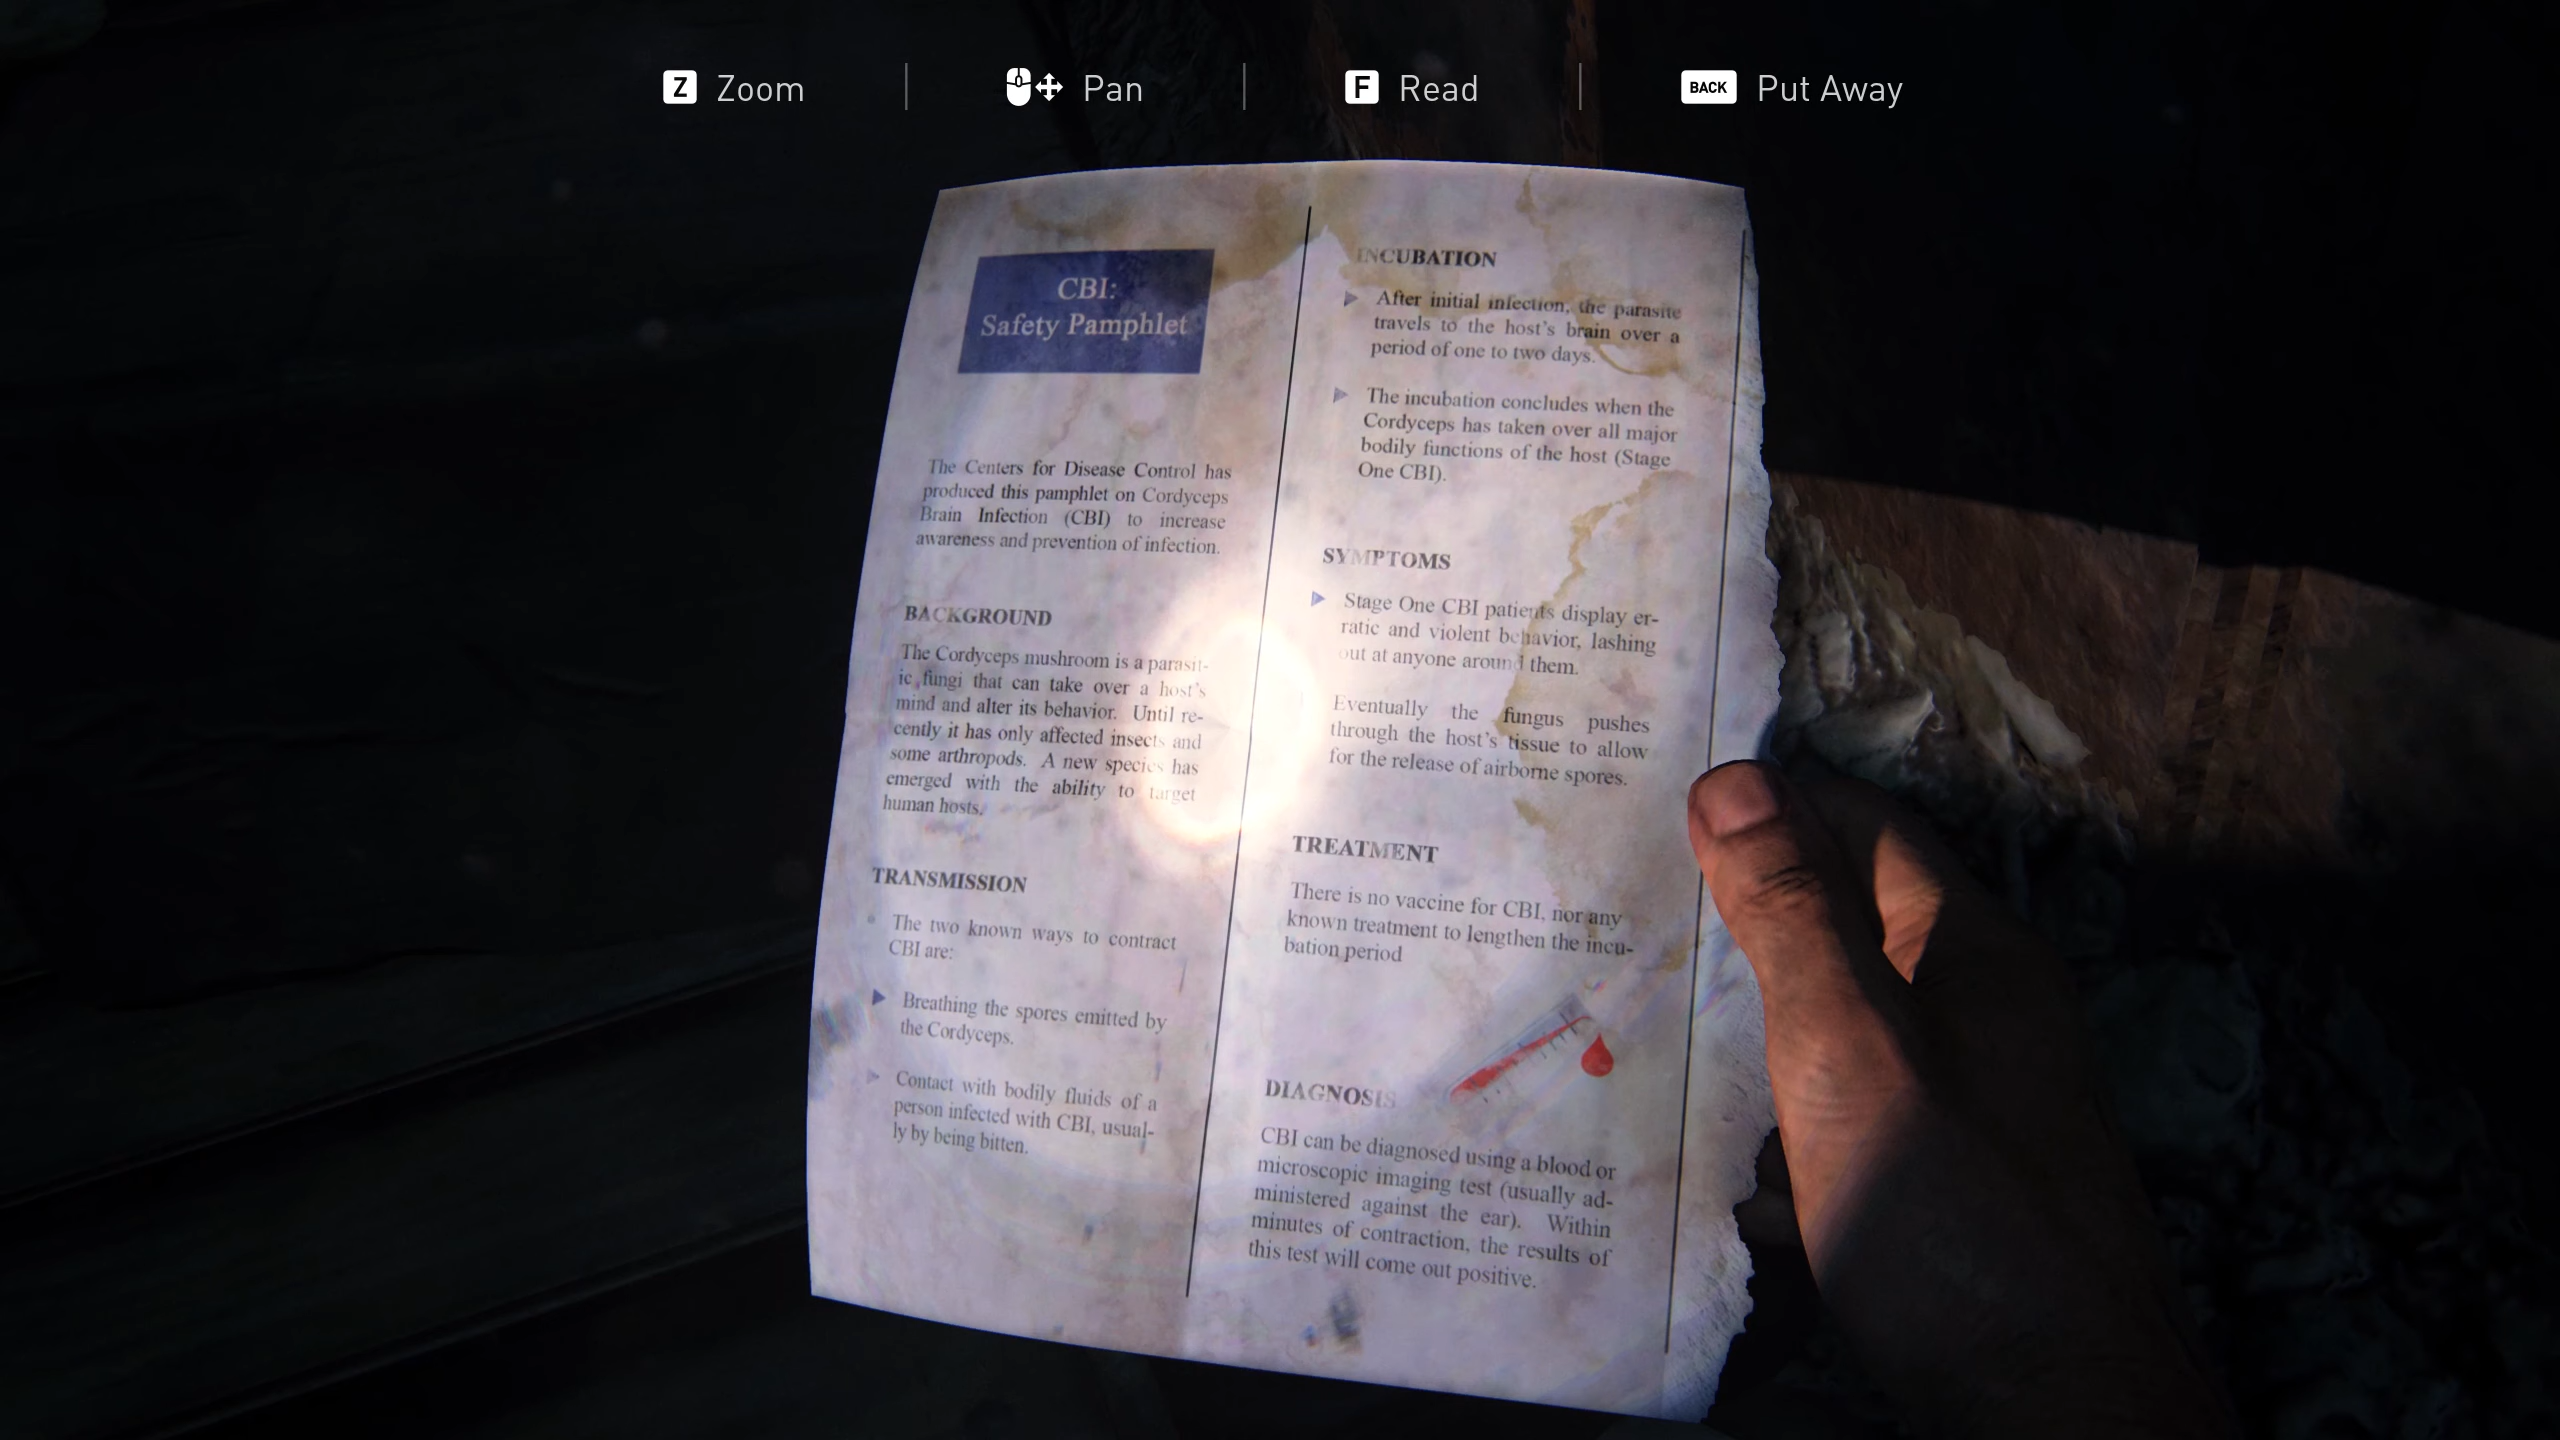 Z Zoom
Pan
F Read
BACK Put Away
CBI:
Safety Pamphlet
The Centers for Disease Control has
produced this pamphlet on Cordyceps
Brain Infection (CBI) to increase
awareness and prevention of infection.
BACKGROUND
The Cordyceps mushroom is a parasit-
ic fungi that can take over a host's
mind and alter its behavior. Until re-
cently it has only affected insects and
some arthropods. A new species has
emerged with the ability to target
human hosts.
TRANSMISSION
The two known ways to contract
CBI are:
Breathing the spores emitted by
the Cordyceps.
Contact with bodily fluids of a
person infected with CBI, usual-
ly by being bitten.
INCUBATION
After initial infection, the parasite
travels to the host's brain over a
period of one to two days.
The incubation concludes when the
Cordyceps has taken over all major
bodily functions of the host (Stage
One CBI).
SYMPTOMS
Stage One CBI patients display er-
ratic and violent behavior, lashing
out at anyone around them.
Eventually the fungus pushes
through the host's tissue to allow
for the release of airborne spores.
TREATMENT
There is no vaccine for CBI, nor any
known treatment to lengthen the incu-
bation period
DIAGNOSIS
CBI can be diagnosed using a blood or
microscopic imaging test (usually ad-
ministered against the ear). Within
minutes of contraction, the results of
this test will come out positive.